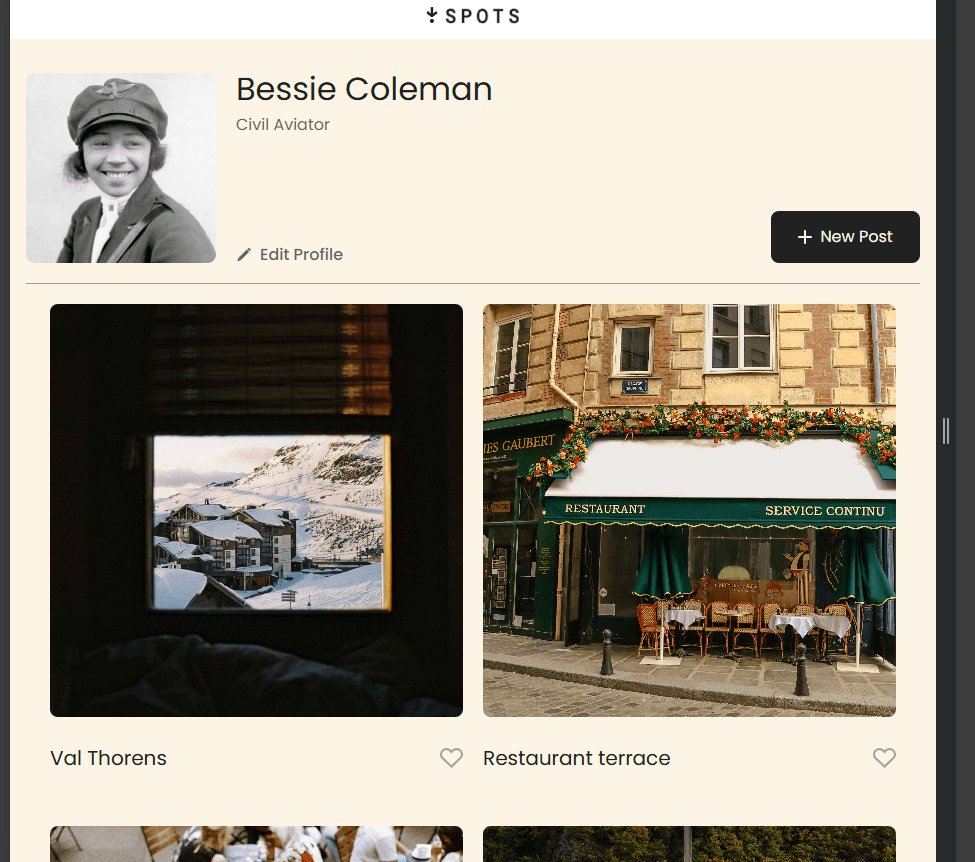 SPOTS
Bessie Coleman
Civil Aviator
Edit Profile
New Post
IES GAUBERT
RESTAURANT
SERVICE CONTINU
Val Thorens
Restaurant terrace